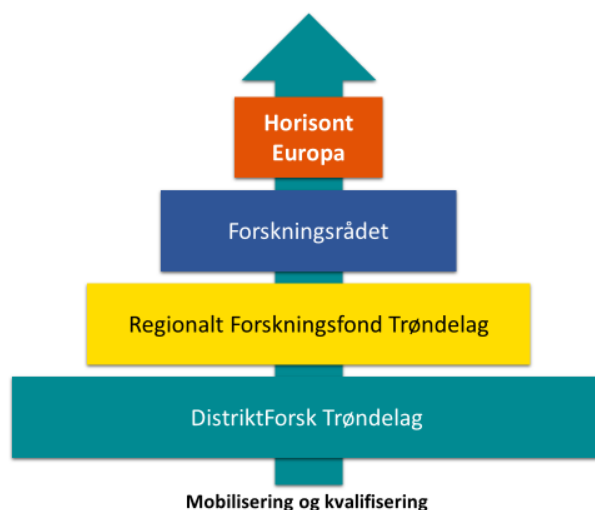 Horisont
Europa
Forskningsrådet
Regionalt Forskningsfond Trøndelag
DistriktForsk Trøndelag
Mobilisering og kvalifisering